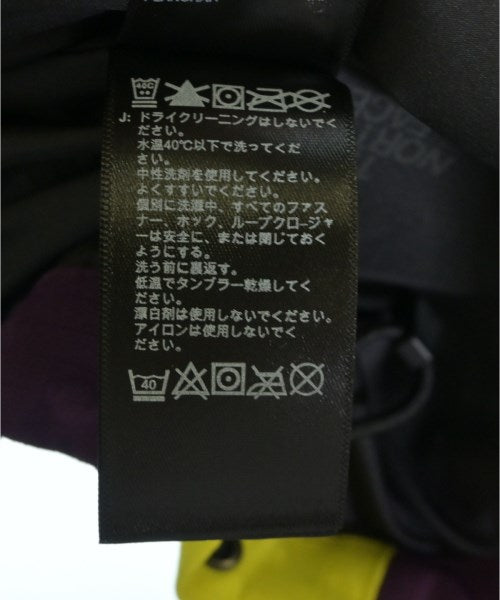 40C
J: ドライクリーニングはしないでく
ださい。
水温40℃以下で洗ってくだ
さい。
中性洗剤を使用してください。
よくすすいでください。
個別に洗濯中、すべてのファス
ナー、ホック、ループクロ-ジャ
ーは安全に、または閉じておく
ようにする。
洗う前に裏返す。
低温でタンブラー乾燥してく
ださい。
漂白剤は使用しないでください。
アイロンは使用しないでく
ださい。
40